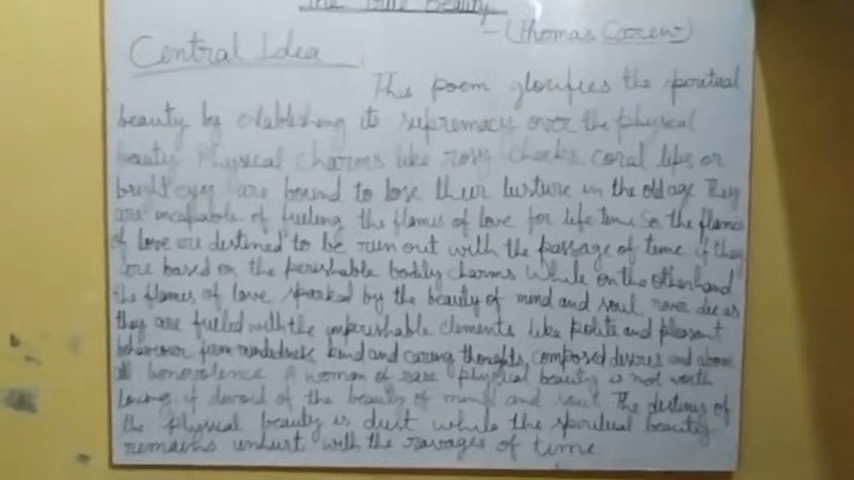 The True Beauty
- (Thomas Carew)
Central Idea
This poem glorifies the spiritual
beauty by establishing its supremacy over the physical
beauty Physical charms like rosy cheeks, coral lips or
bright eyes are bound to lose their lusture in the old age They
are incapable of fueling the flames of love for life time So the flames
of love are destined to be run out with the passage of time if they
are based on the perishable bodily charms While on the other hand
the flames of love sparked by the beauty of mind and soul never die as
they are fuelled with the imperishable elements like polite and pleasant
behaviour kind and caring thoughts, composed desires and above
all benovolence A woman of rare physical beauty is not worth
loving if devoid of the beauty of mind and soul The destiny of
the physical beauty is dust while the spiritual beauty
remains unhurt with the ravages of time